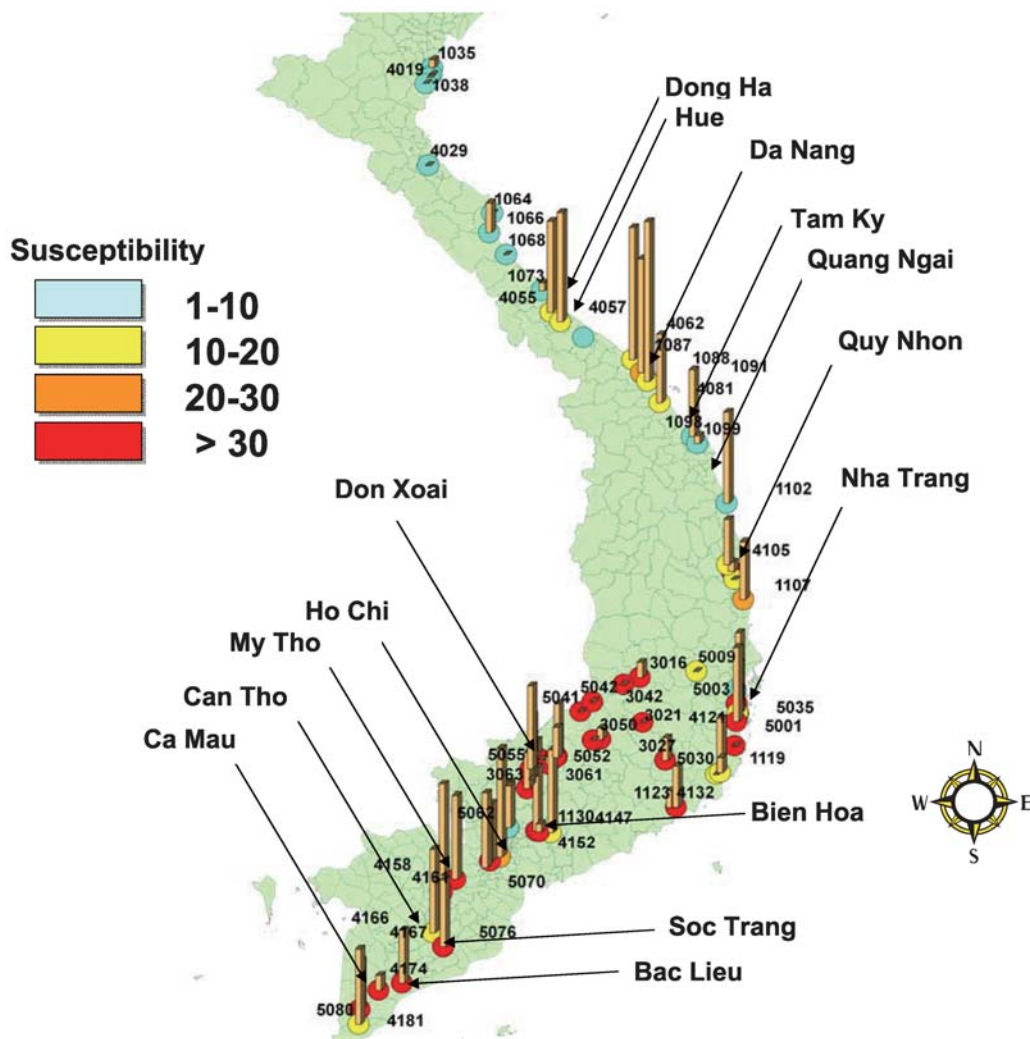 1035
4019
1038
Dong Ha
Hue
4029
Da Nang
1064
1066
Tam Ky
1068
Susceptibility
Quang Ngai
1-10
1073
4055
4057
4062
10-20
1087
Quy Nhon
1088
1091
4081
20-30
1098
1099
> 30
Nha Trang
Don Xoai
1102
4105
1107
Ho Chi
My Tho
3016
5009
Can Tho
5041
5042
3042
5003
5035
Ca Mau
3050
3021
4121
5001
5055
5052
3027
5030
1119
3063
3061
N
W
E
S
5062
1130
4147
1123
4132
Bien Hoa
4152
4158
4161
5070
4166
4167
5076
Soc Trang
4174
Bac Lieu
5080
4181